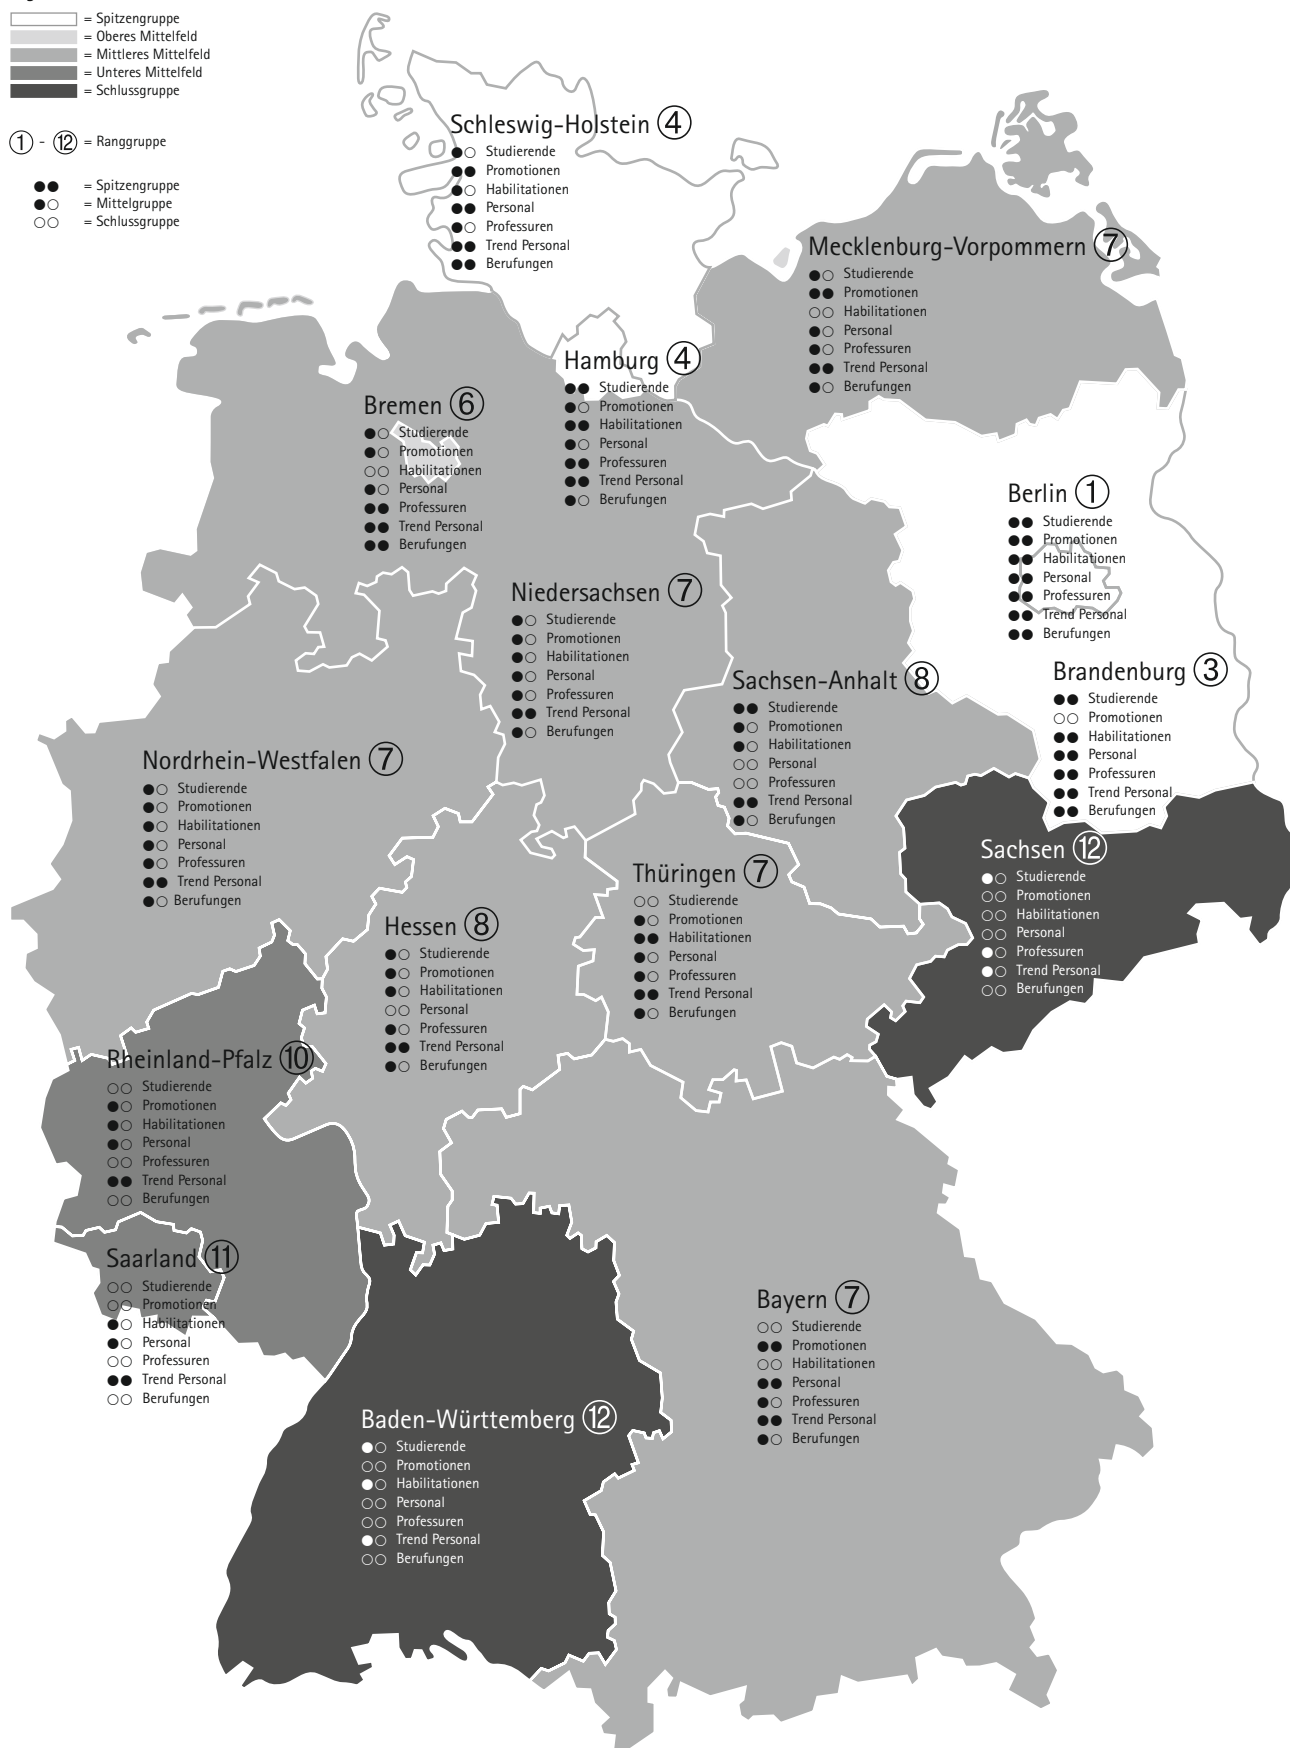 = Spitzengruppe
= Oberes Mittelfeld
= Mittleres Mittelfeld
= Unteres Mittelfeld
= Schlussgruppe
① - ⑫ = Ranggruppe
●● = Spitzengruppe
●○ = Mittelgruppe
○○ = Schlussgruppe
Schleswig-Holstein ④
●○ Studierende
●● Promotionen
●○ Habilitationen
●● Personal
●○ Professuren
●● Trend Personal
●● Berufungen
Mecklenburg-Vorpommern ⑦
●○ Studierende
●● Promotionen
○○ Habilitationen
●○ Personal
●○ Professuren
●● Trend Personal
●○ Berufungen
Hamburg ④
●● Studierende
●○ Promotionen
●● Habilitationen
●○ Personal
●● Professuren
●● Trend Personal
●○ Berufungen
Bremen ⑥
●○ Studierende
●○ Promotionen
○○ Habilitationen
●○ Personal
●● Professuren
●● Trend Personal
●● Berufungen
Berlin ①
●● Studierende
●● Promotionen
●● Habilitationen
●● Personal
●● Professuren
●● Trend Personal
●● Berufungen
Niedersachsen ⑦
●○ Studierende
●○ Promotionen
●○ Habilitationen
●○ Personal
●○ Professuren
●● Trend Personal
●○ Berufungen
Brandenburg ③
●● Studierende
○○ Promotionen
●● Habilitationen
●● Personal
●● Professuren
●● Trend Personal
●● Berufungen
Sachsen-Anhalt ⑧
●● Studierende
●○ Promotionen
●○ Habilitationen
○○ Personal
○○ Professuren
●● Trend Personal
●○ Berufungen
Nordrhein-Westfalen ⑦
●○ Studierende
●○ Promotionen
●○ Habilitationen
●○ Personal
●○ Professuren
●● Trend Personal
●○ Berufungen
Sachsen ⑫
●○ Studierende
○○ Promotionen
○○ Habilitationen
○○ Personal
●○ Professuren
●○ Trend Personal
○○ Berufungen
Thüringen ⑦
○○ Studierende
●○ Promotionen
●● Habilitationen
●○ Personal
●○ Professuren
●● Trend Personal
●○ Berufungen
Hessen ⑧
●○ Studierende
●○ Promotionen
●○ Habilitationen
○○ Personal
●○ Professuren
●● Trend Personal
●○ Berufungen
Rheinland-Pfalz ⑩
○○ Studierende
●○ Promotionen
●○ Habilitationen
●○ Personal
○○ Professuren
●● Trend Personal
○○ Berufungen
Saarland ⑪
○○ Studierende
○○ Promotionen
●○ Habilitationen
●○ Personal
○○ Professuren
●● Trend Personal
○○ Berufungen
Bayern ⑦
○○ Studierende
●● Promotionen
○○ Habilitationen
●● Personal
●○ Professuren
●● Trend Personal
●○ Berufungen
Baden-Württemberg ⑫
●○ Studierende
○○ Promotionen
●○ Habilitationen
○○ Personal
○○ Professuren
●○ Trend Personal
○○ Berufungen